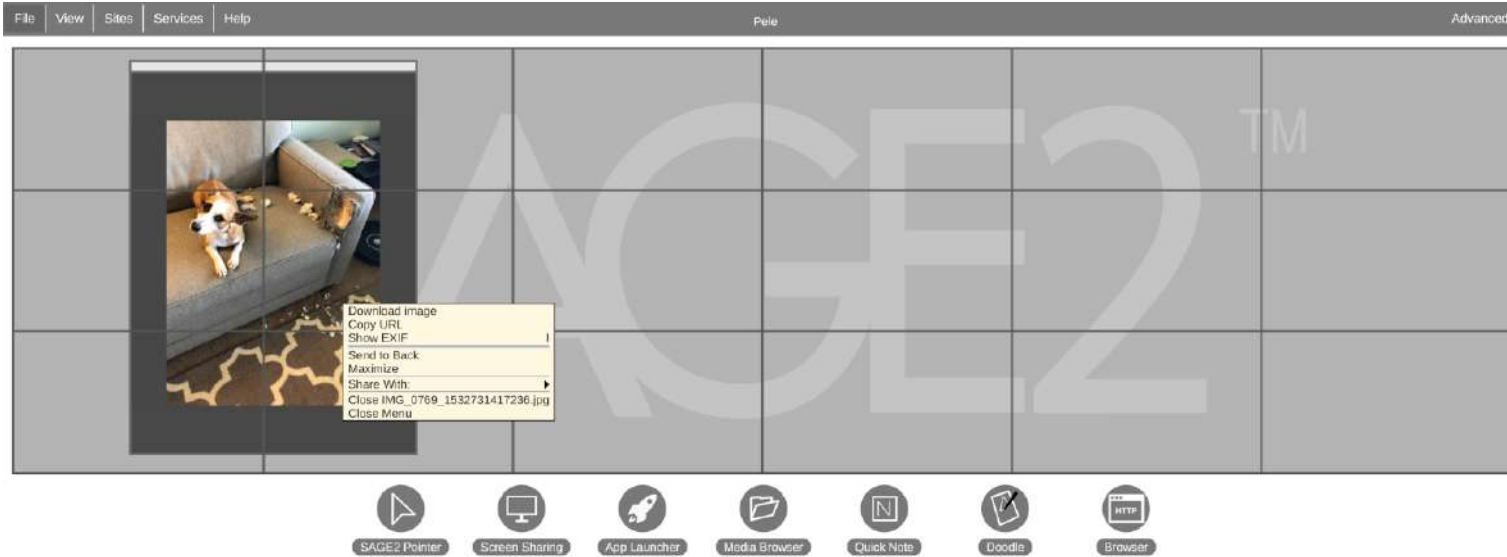 File View Sites Services Help Pele Advanced
AGE2 TM
Download image
Copy URL
Show EXIF I
Send to Back
Maximize
Share With:
Close IMG_0769_1532731417236.jpg
Close Menu
N HTTP
SAGE2 Pointer Screen Sharing App Launcher Media Browser Quick Note Doodle Browser